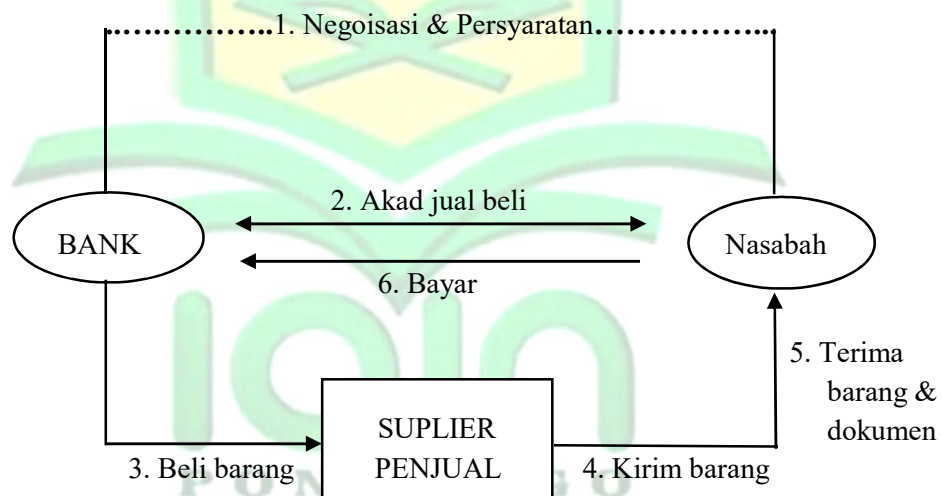 1. Negoisasi & Persyaratan
2. Akad jual beli
BANK
Nasabah
6. Bayar
5. Terima
barang &
dokumen
SUPLIER
PENJUAL
3. Beli barang
4. Kirim barang